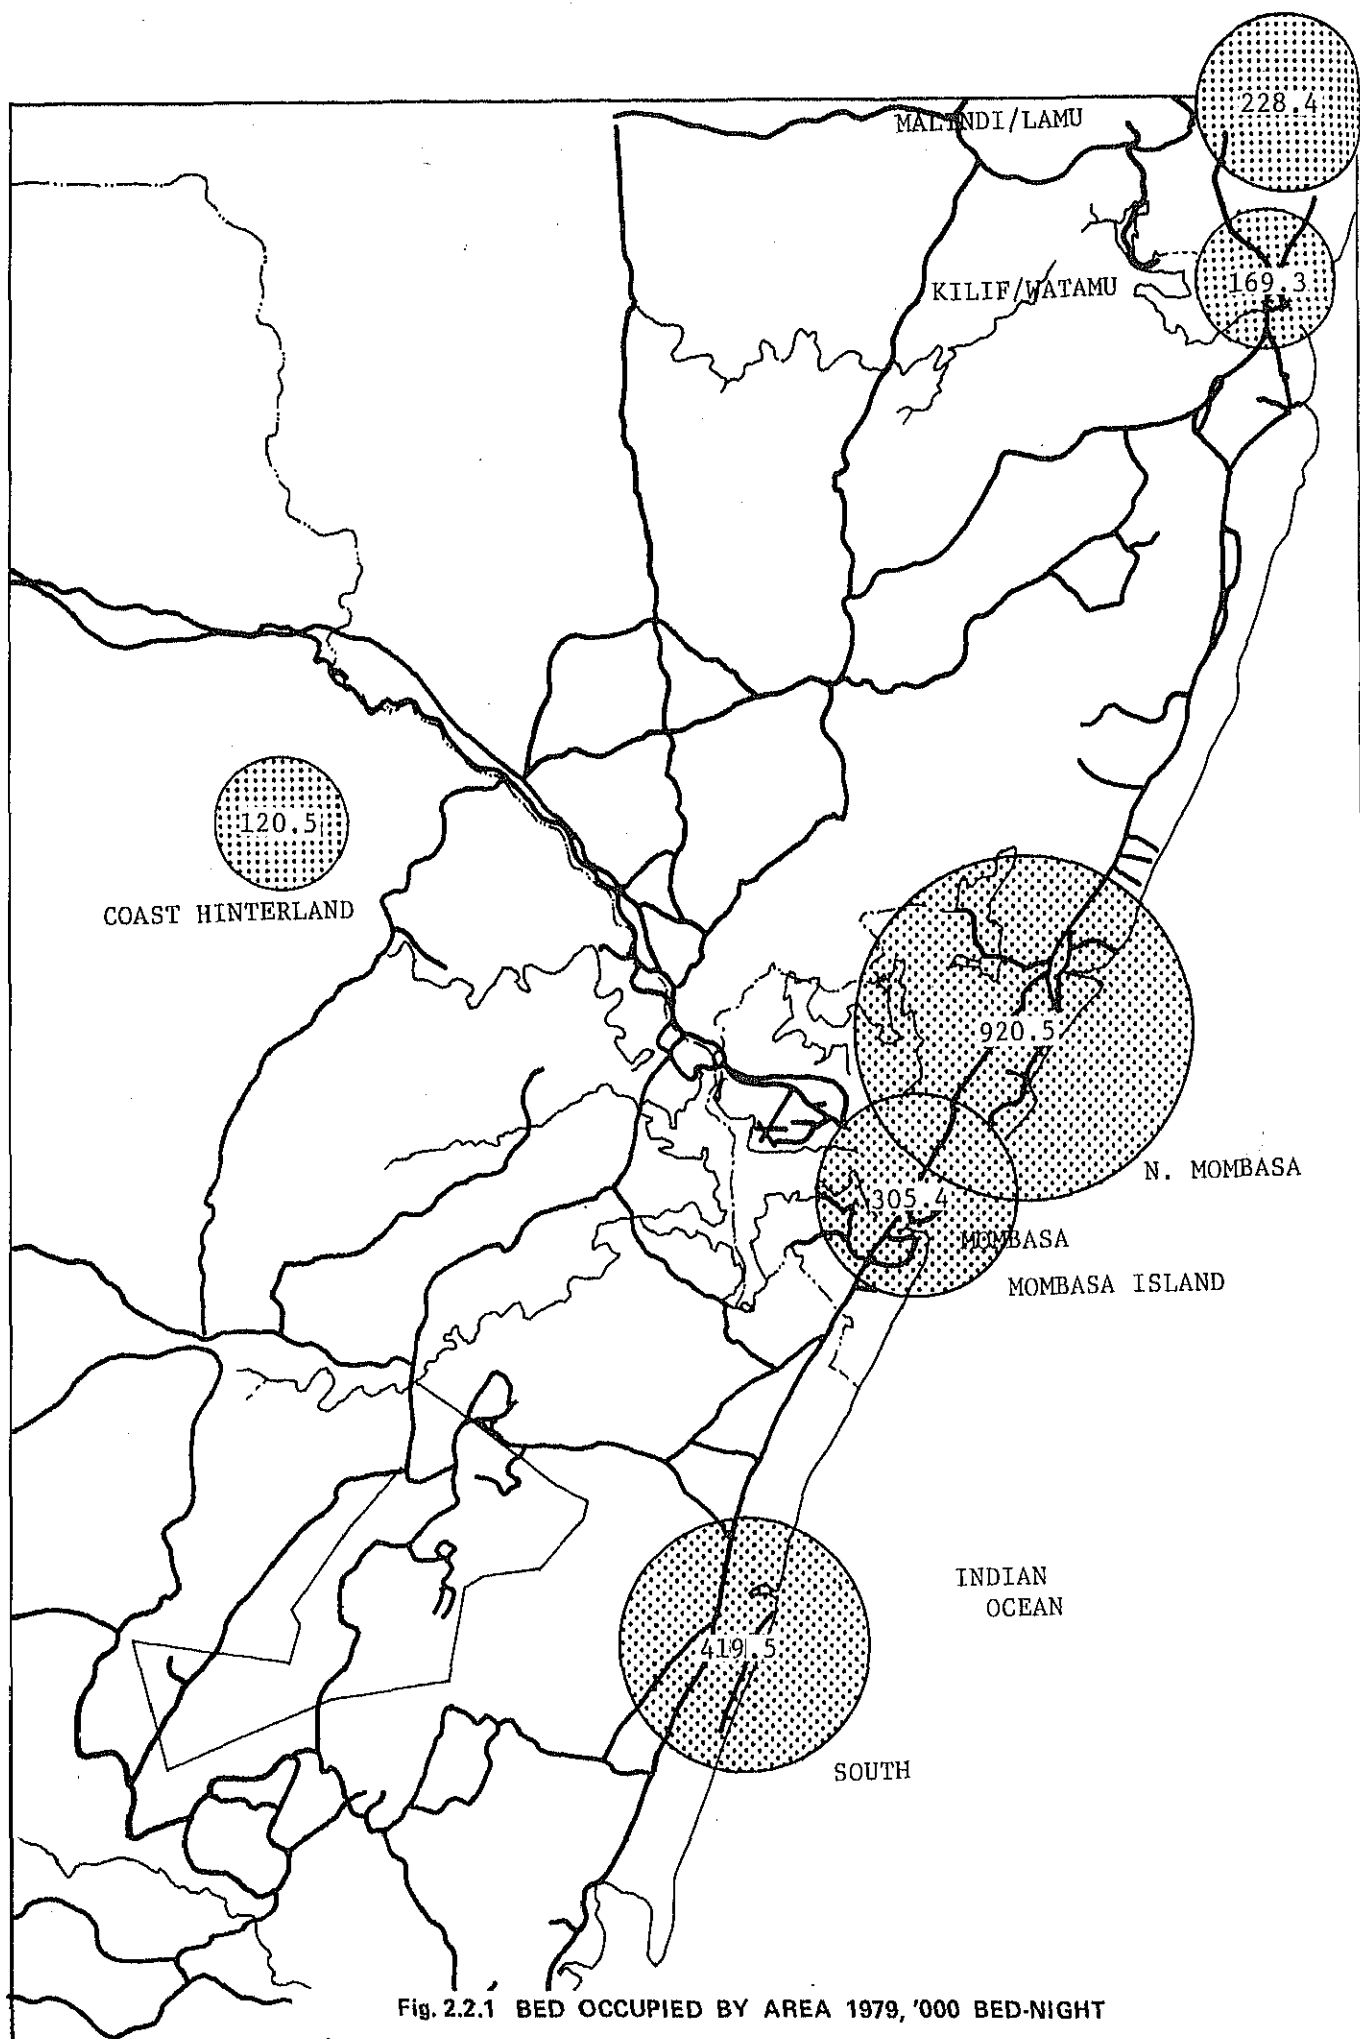 228.4
MALINDI/LAMU
KILIF/WATAMU
169.3
120.5
COAST HINTERLAND
920.5
N. MOMBASA
305.4
MOMBASA
MOMBASA ISLAND
INDIAN
OCEAN
419.5
SOUTH
Fig. 2.2.1 BED OCCUPIED BY AREA 1979, '000 BED-NIGHT